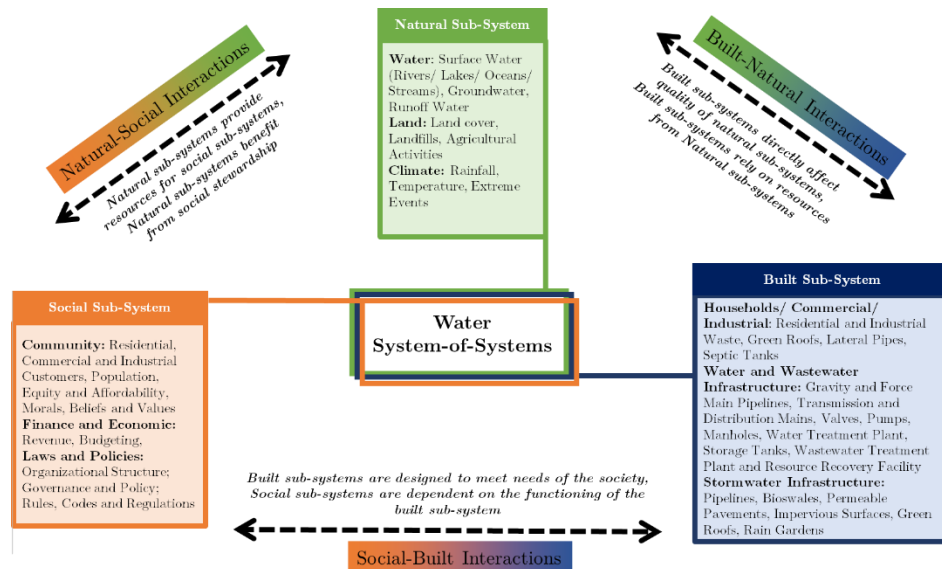 Natural Sub-System
Water: Surface Water
(Rivers/ Lakes/ Oceans/
Streams), Groundwater,
Runoff Water
Land: Land cover,
Landfills, Agricultural
Activities
Climate: Rainfall,
Temperature, Extreme
Events
Natural-Social Interactions
Natural sub-systems provide
resources for social sub-systems,
Natural sub-systems benefit
from social stewardship
Built-Natural Interactions
Built sub-systems directly affect
quality of natural sub-systems,
Built sub-systems rely on resources
from Natural sub-systems
Social Sub-System
Community: Residential,
Commercial and Industrial
Customers, Population,
Equity and Affordability,
Morals, Beliefs and Values
Finance and Economic:
Revenue, Budgeting,
Laws and Policies:
Organizational Structure;
Governance and Policy;
Rules, Codes and Regulations
Water
System-of-Systems
Built Sub-System
Households/ Commercial/
Industrial: Residential and Industrial
Waste, Green Roofs, Lateral Pipes,
Septic Tanks
Water and Wastewater
Infrastructure: Gravity and Force
Main Pipelines, Transmission and
Distribution Mains, Valves, Pumps,
Manholes, Water Treatment Plant,
Storage Tanks, Wastewater Treatment
Plant and Resource Recovery Facility
Stormwater Infrastructure:
Pipelines, Bioswales, Permeable
Pavements, Impervious Surfaces, Green
Roofs, Rain Gardens
Built sub-systems are designed to meet needs of the society,
Social sub-systems are dependent on the functioning of the
built sub-system
Social-Built Interactions